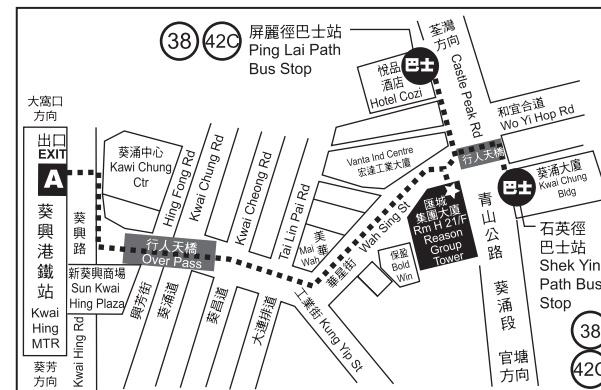 38 42C 屏麗徑巴士站
Ping Lai Path
Bus Stop
荃灣
方向
Castle Peak Rd
巴士
悅品
酒店
Hotel Cozi
和宜合道
Wo Yi Hop Rd
大窩口
方向
出口
EXIT
A
葵興港鐵站
Kwai
Hing
MTR
葵芳
方向
葵興路
Kwai Hing Rd
葵涌中心
Kawi Chung
Ctr
新葵興商場
Sun Kwai
Hing Plaza
Hing Fong Rd
Kwai Chung Rd
Kwai Cheong Rd
Tai Lin Pai Rd
行人天橋
Over Pass
興芳街
葵涌道
葵昌道
大連排道
美華
Mai
Wah
Vanta Ind Centre
宏達工業大廈
華星街 Wan Sing St
工業街 Kung Yip St
保盈
Bold
Win
匯城
集團大廈
Rm H 21/F
Reason
Group
Tower
行人天橋
巴士
葵涌大廈
Kwai Chung
Bldg
青山公路
葵涌段
官塘
方向
石英徑
巴士站
Shek Yin
Path Bus
Stop
38
42C